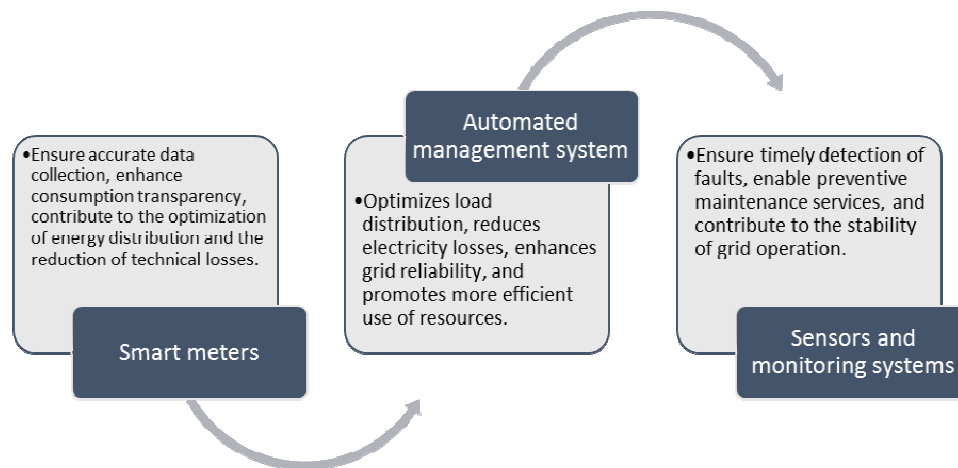 •Ensure accurate data
collection, enhance
consumption transparency,
contribute to the optimization
of energy distribution and the
reduction of technical losses.
Smart meters
Automated
management system
•Optimizes load
distribution, reduces
electricity losses, enhances
grid reliability, and
promotes more efficient
use of resources.
•Ensure timely detection of
faults, enable preventive
maintenance services, and
contribute to the stability
of grid operation.
Sensors and
monitoring systems